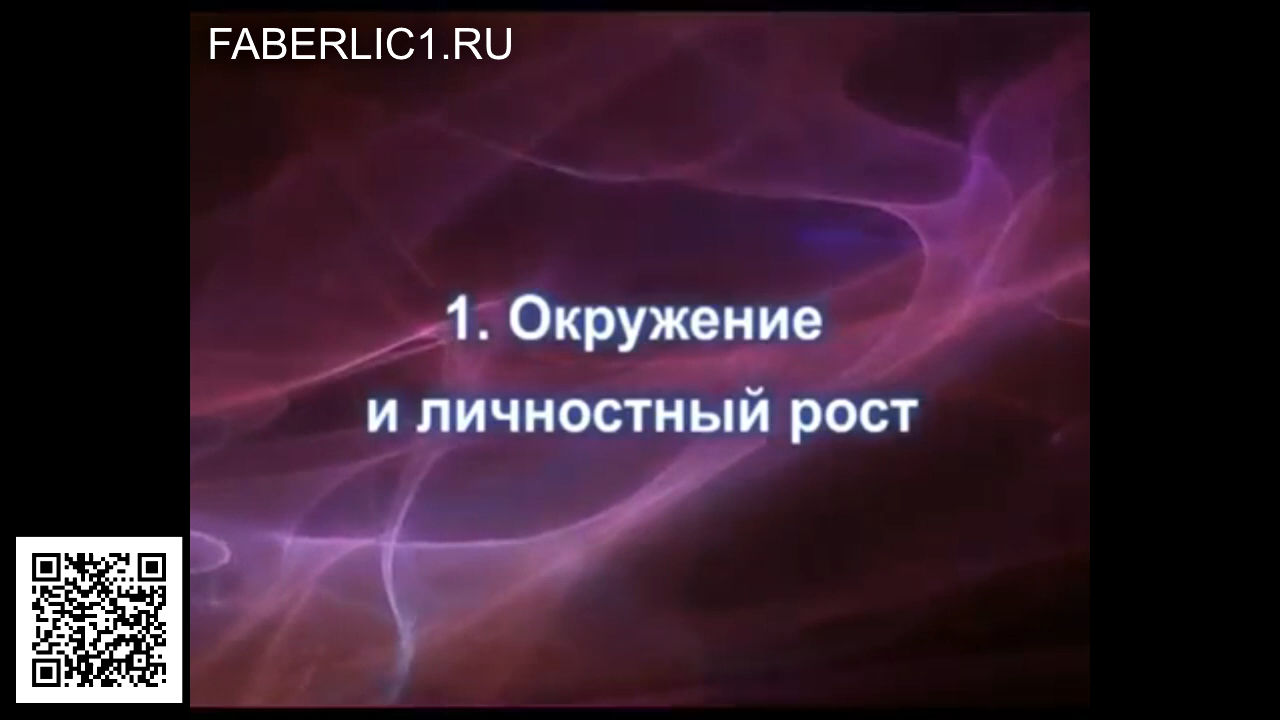 FABERLIC1.RU
1. Окружение
и личностный рост